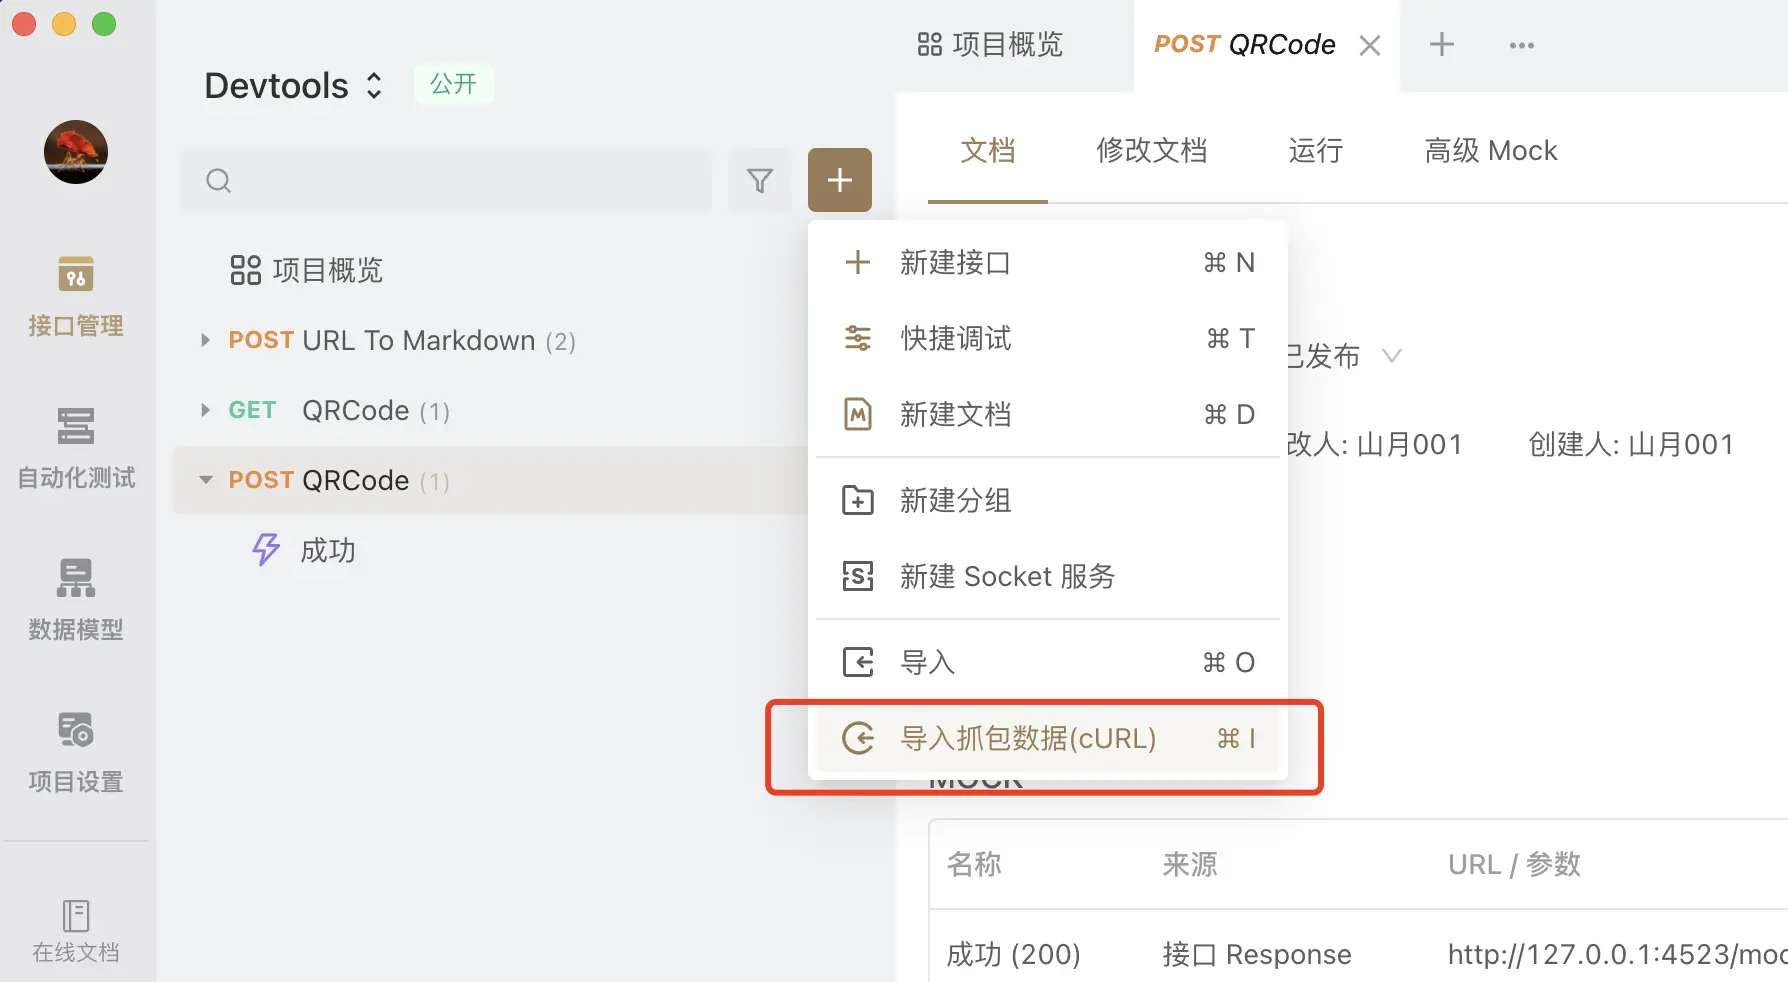 Devtools 公开
项目概览
POST URL To Markdown (2)
GET QRCode (1)
POST QRCode (1)
成功
接口管理
自动化测试
数据模型
项目设置
在线文档
项目概览
POST QRCode
文档 修改文档 运行 高级 Mock
新建接口 ⌘ N
快捷调试 ⌘ T
新建文档 ⌘ D
新建分组
新建 Socket 服务
导入 ⌘ O
导入抓包数据(cURL) ⌘ I
已发布
改人: 山月001 创建人: 山月001
MOCK
名称 来源 URL / 参数
成功 (200) 接口 Response http://127.0.0.1:4523/moc